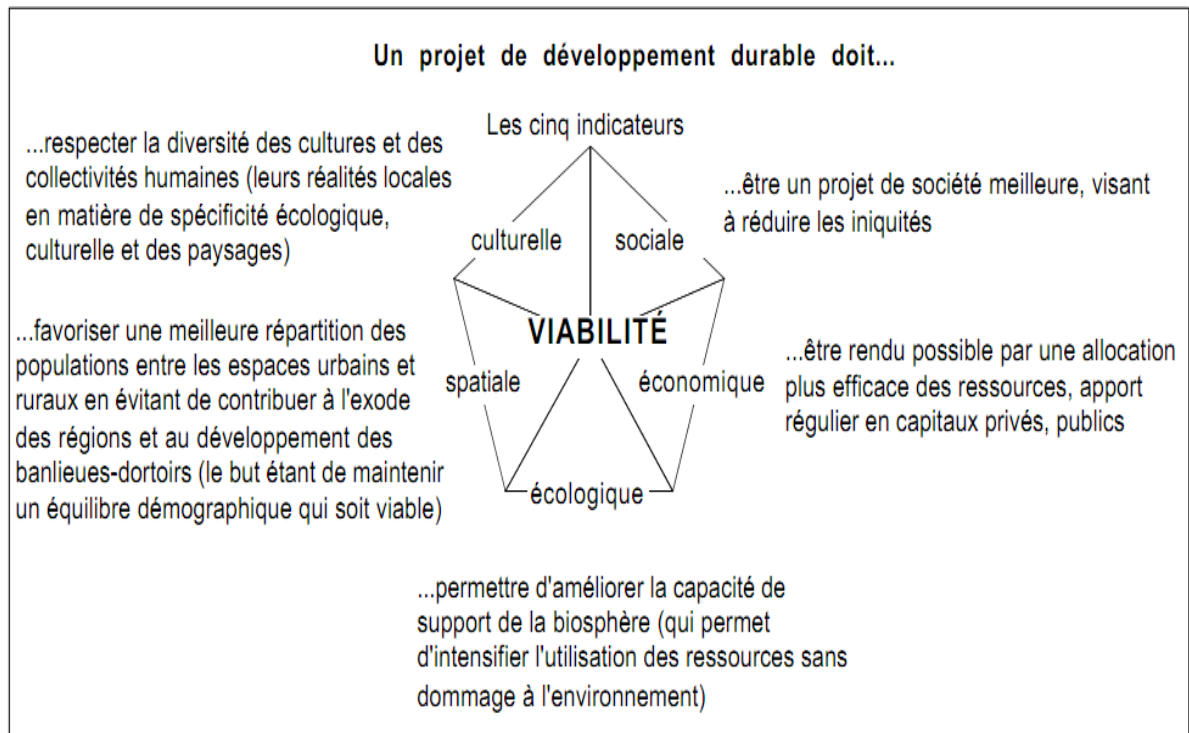 Un projet de développement durable doit...
Les cinq indicateurs
...respecter la diversité des cultures et des
collectivités humaines (leurs réalités locales
en matière de spécificité écologique,
culturelle et des paysages)
...être un projet de société meilleure, visant
à réduire les iniquités
culturelle
sociale
VIABILITÉ
...favoriser une meilleure répartition des
populations entre les espaces urbains et
ruraux en évitant de contribuer à l'exode
des régions et au développement des
banlieues-dortoirs (le but étant de maintenir
un équilibre démographique qui soit viable)
spatiale
économique
...être rendu possible par une allocation
plus efficace des ressources, apport
régulier en capitaux privés, publics
écologique
...permettre d'améliorer la capacité de
support de la biosphère (qui permet
d'intensifier l'utilisation des ressources sans
dommage à l'environnement)